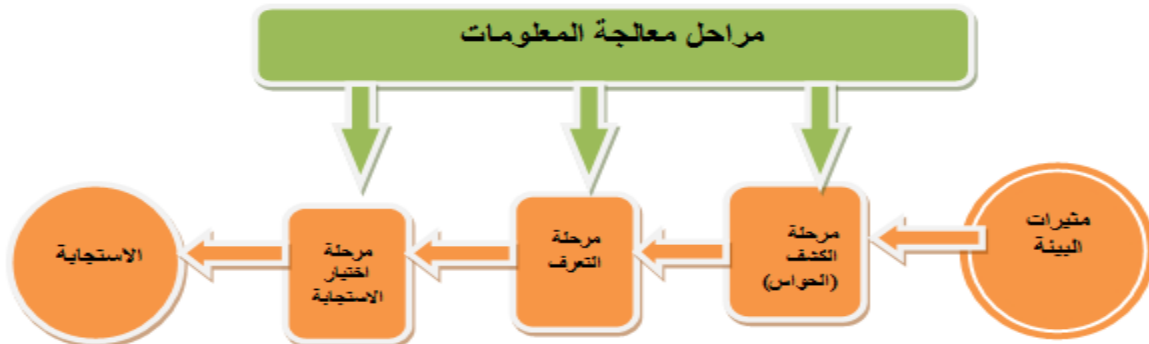 مراحل معالجة المعلومات
مثيرات
البيئة
مرحلة
الكشف
(الحواس)
مرحلة
التعرف
مرحلة
اختيار
الاستجابة
الاستجابة